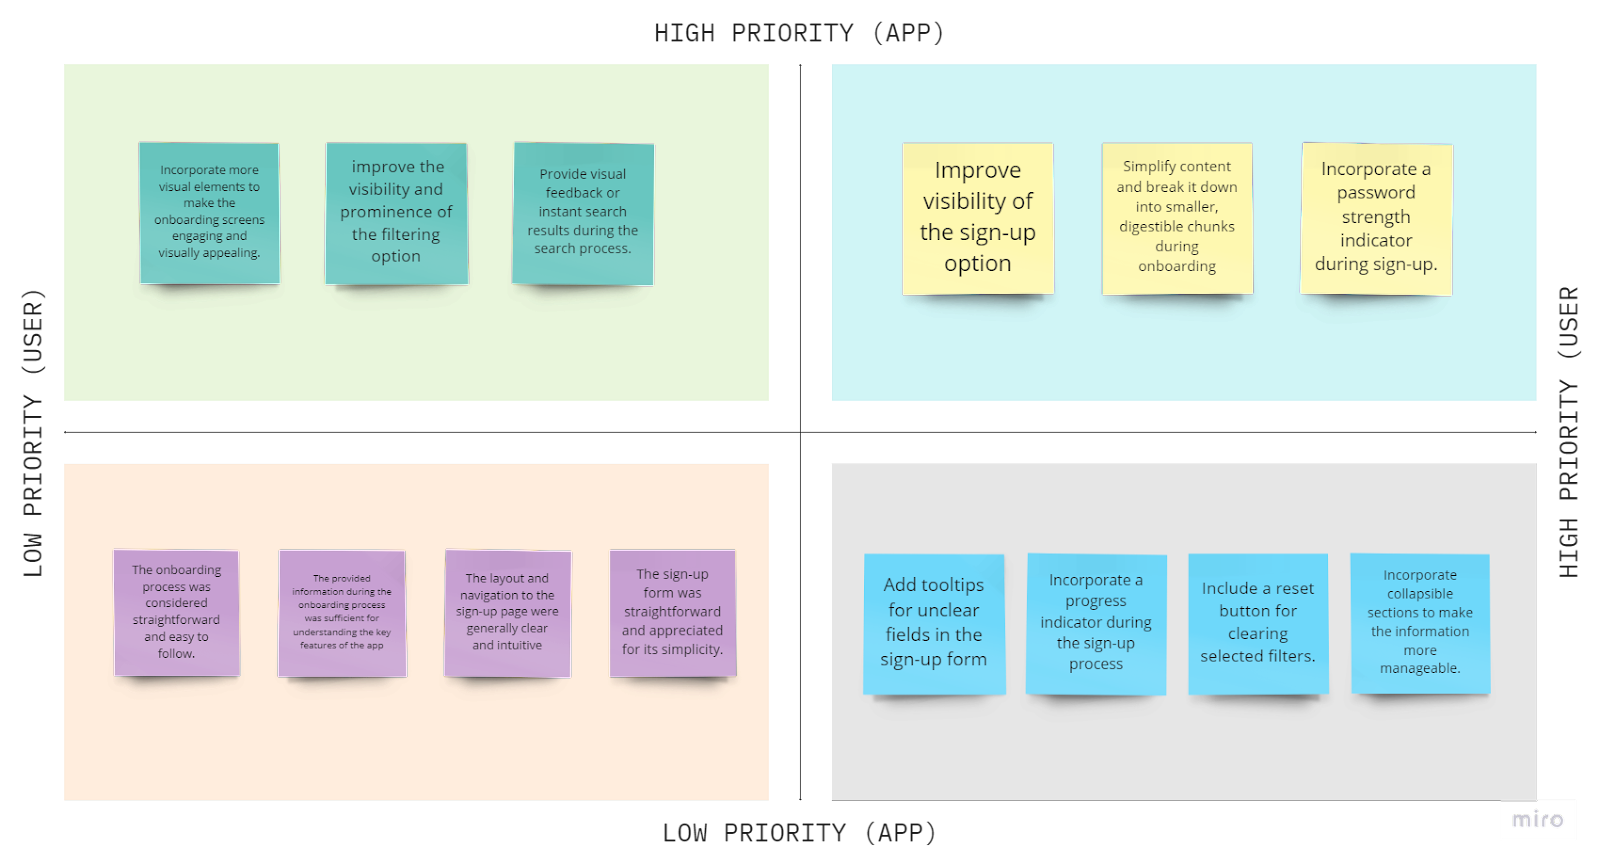 HIGH PRIORITY (APP)
LOW PRIORITY (USER)
Incorporate more
visual elements to
make the
onboarding screens
engaging and
visually appealing.
improve the
visibility and
prominence of
the filtering
option
Provide visual
feedback or
instant search
results during the
search process.
Improve
visibility of
the sign-up
option
Simplify content
and break it down
into smaller,
digestible chunks
during
onboarding
Incorporate a
password
strength
indicator
during sign-up.
HIGH PRIORITY (USER
The onboarding
process was
considered
straightforward
and easy to
follow.
The provided
information during the
onboarding process
was sufficient for
understanding the key
features of the app
The layout and
navigation to the
sign-up page were
generally clear
and intuitive
The sign-up
form was
straightforward
and appreciated
for its simplicity.
Add tooltips
for unclear
fields in the
sign-up form
Incorporate a
progress
indicator during
the sign-up
process
Include a reset
button for
clearing
selected filters.
Incorporate
collapsible
sections to make
the information
more
manageable.
LOW PRIORITY (APP)
miro